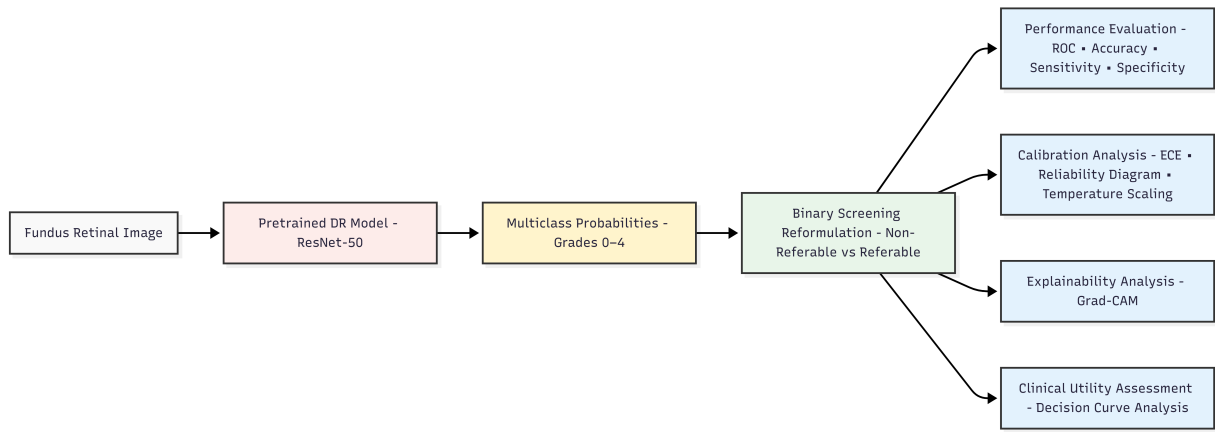 Fundus Retinal Image
Pretrained DR Model -
ResNet-50
Multiclass Probabilities -
Grades 0–4
Binary Screening
Reformulation - Non-
Referable vs Referable
Performance Evaluation -
ROC ▪ Accuracy ▪
Sensitivity ▪ Specificity
Calibration Analysis - ECE ▪
Reliability Diagram ▪
Temperature Scaling
Explainability Analysis -
Grad-CAM
Clinical Utility Assessment
- Decision Curve Analysis